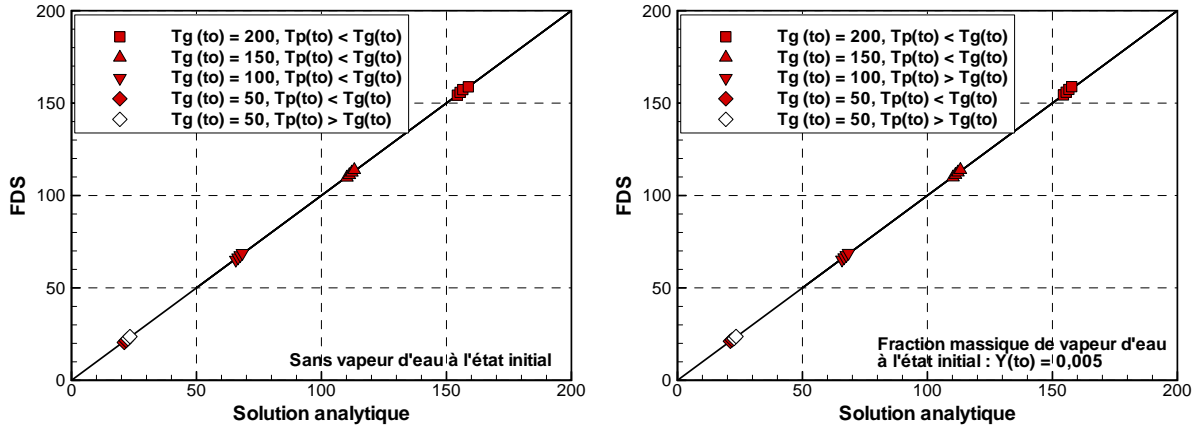 200
150
100
50
0
FDS
Tg (to) = 200, Tp(to) < Tg(to)
Tg (to) = 150, Tp(to) < Tg(to)
Tg (to) = 100, Tp(to) < Tg(to)
Tg (to) = 50, Tp(to) < Tg(to)
Tg (to) = 50, Tp(to) > Tg(to)
Sans vapeur d'eau à l'état initial
0 50 100 150 200
Solution analytique
200
150
100
50
0
FDS
Tg (to) = 200, Tp(to) < Tg(to)
Tg (to) = 150, Tp(to) < Tg(to)
Tg (to) = 100, Tp(to) > Tg(to)
Tg (to) = 50, Tp(to) < Tg(to)
Tg (to) = 50, Tp(to) > Tg(to)
Fraction massique de vapeur d'eau
à l'état initial : Y(to) = 0,005
0 50 100 150 200
Solution analytique